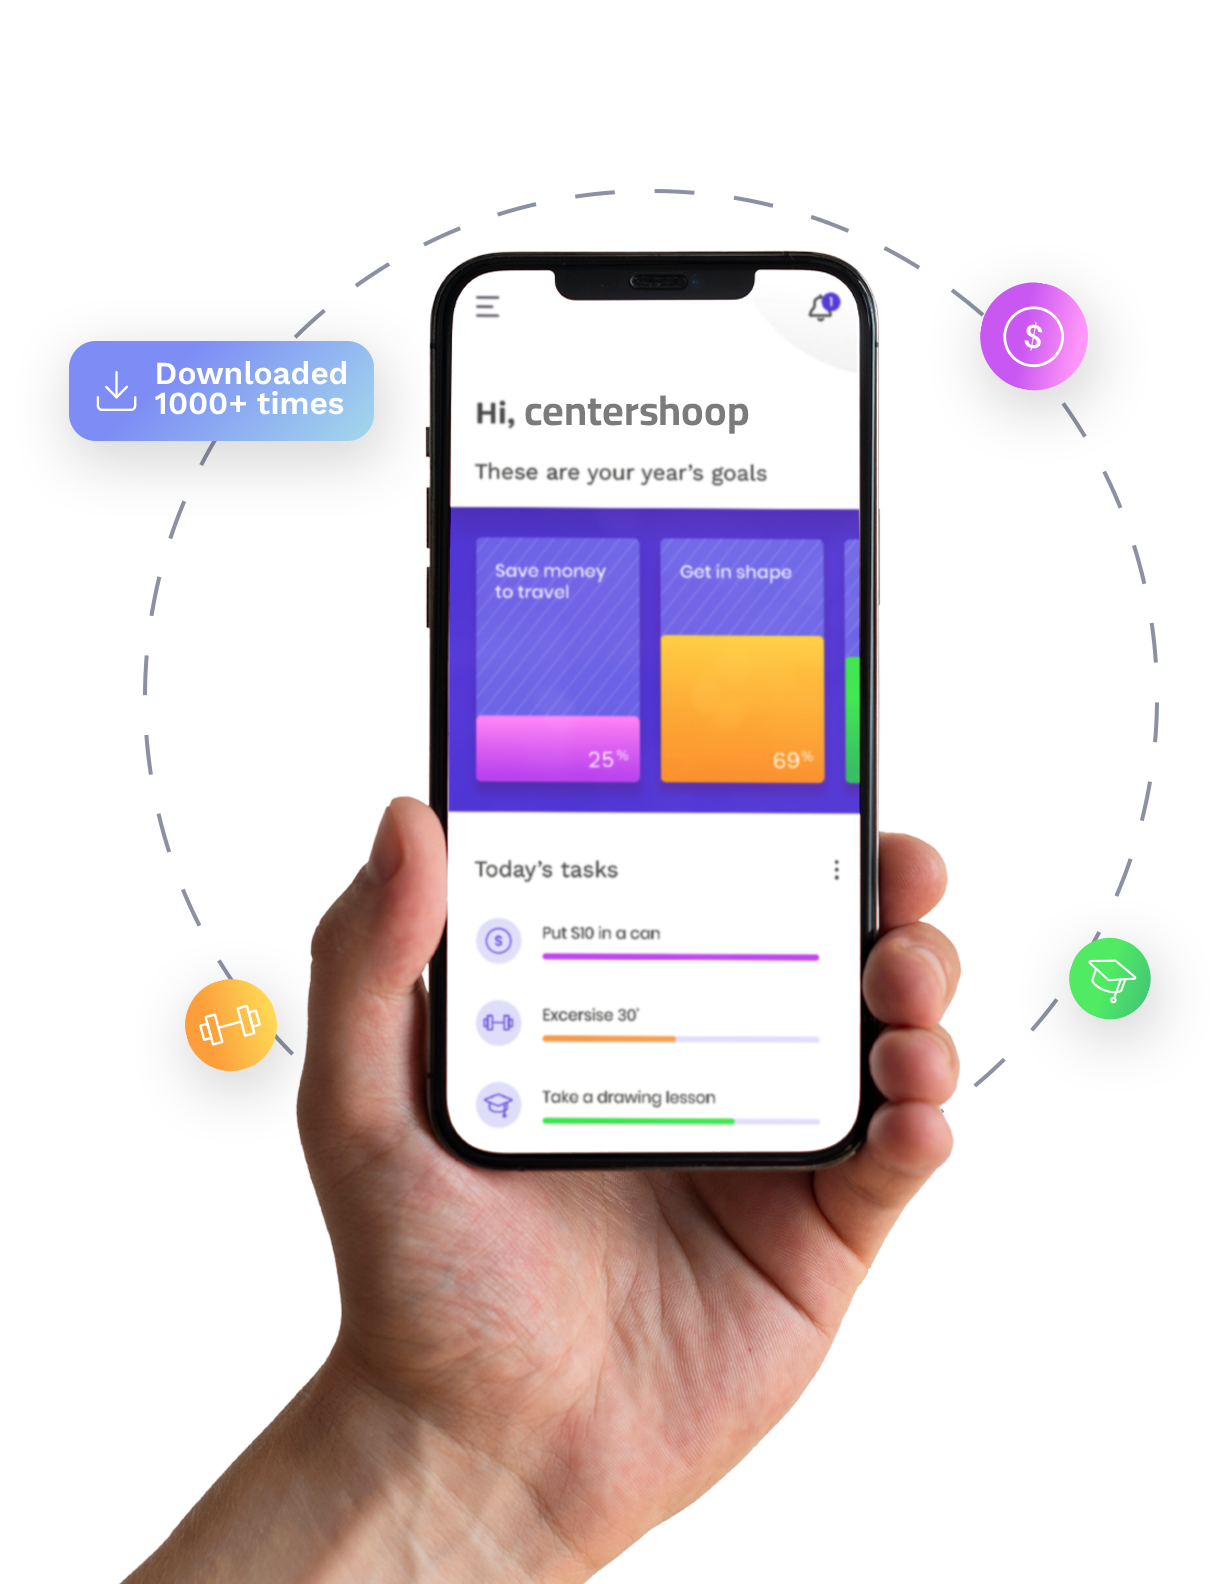 Downloaded
1000+ times
$
1
Hi, centershoop
These are your year's goals
Save money
to travel
Get in shape
25%
69%
Today's tasks
$
Put $10 in a can
Excersise 30'
Take a drawing lesson